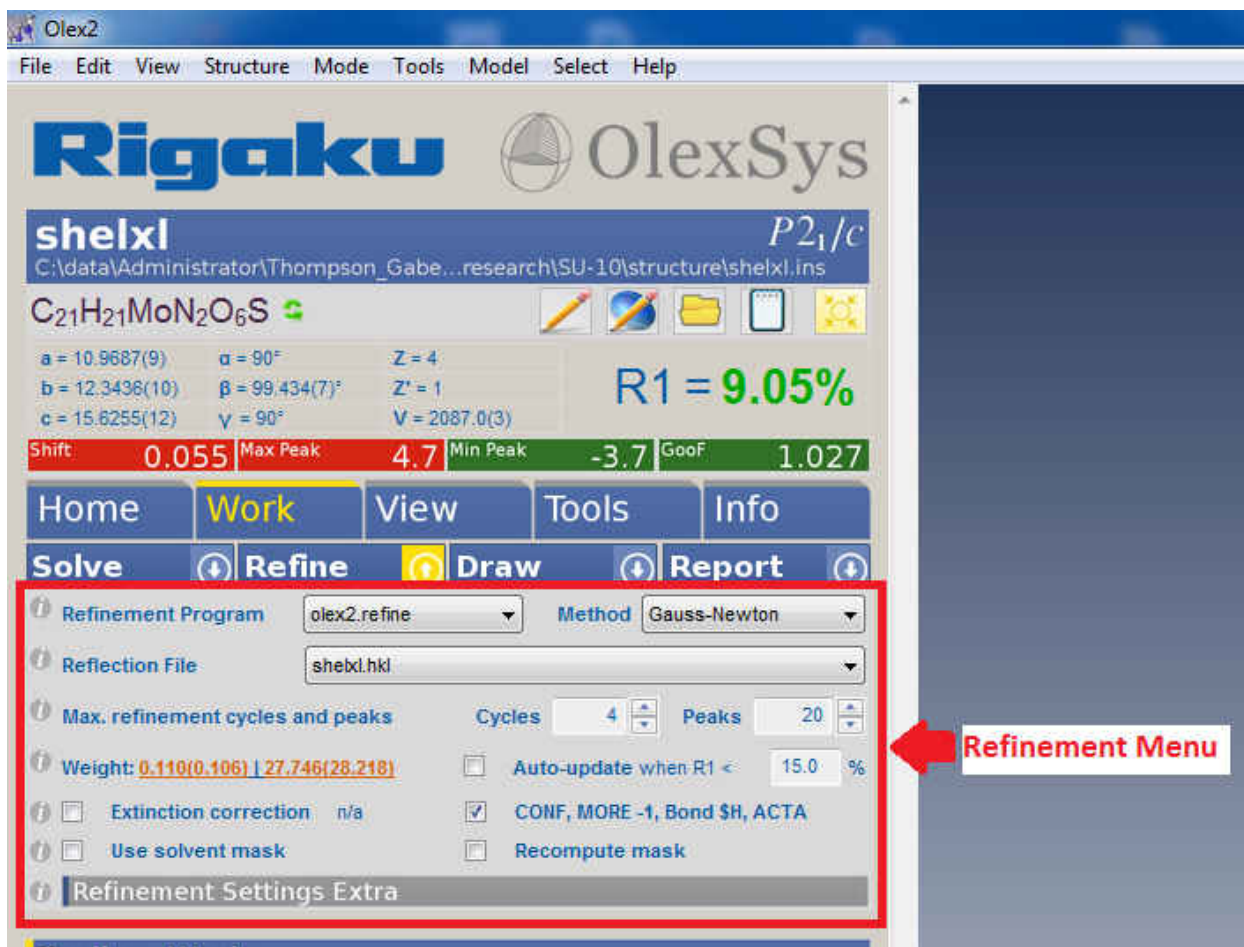 Olex2
File Edit View Structure Mode Tools Model Select Help
Rigaku OlexSys
shelxl P2₁/c
C:\data\Administrator\Thompson_Gabe...research\SU-10\structure\shelxl.ins
C₂₁H₂₁MoN₂O₆S
a = 10.9687(9) α = 90° Z = 4
b = 12.3436(10) β = 99.434(7)° Z' = 1
c = 15.6255(12) γ = 90° V = 2087.0(3)
R1 = 9.05%
Shift 0.055 Max Peak 4.7 Min Peak -3.7 GooF 1.027
Home Work View Tools Info
Solve Refine Draw Report
Refinement Program olex2.refine Method Gauss-Newton
Reflection File shelxl.hkl
Max. refinement cycles and peaks Cycles 4 Peaks 20
Refinement Menu
Weight: 0.110(0.106) | 27.746(28.218) Auto-update when R1 < 15.0 %
Extinction correction n/a CONF, MORE -1, Bond $H, ACTA
Use solvent mask Recompute mask
Refinement Settings Extra